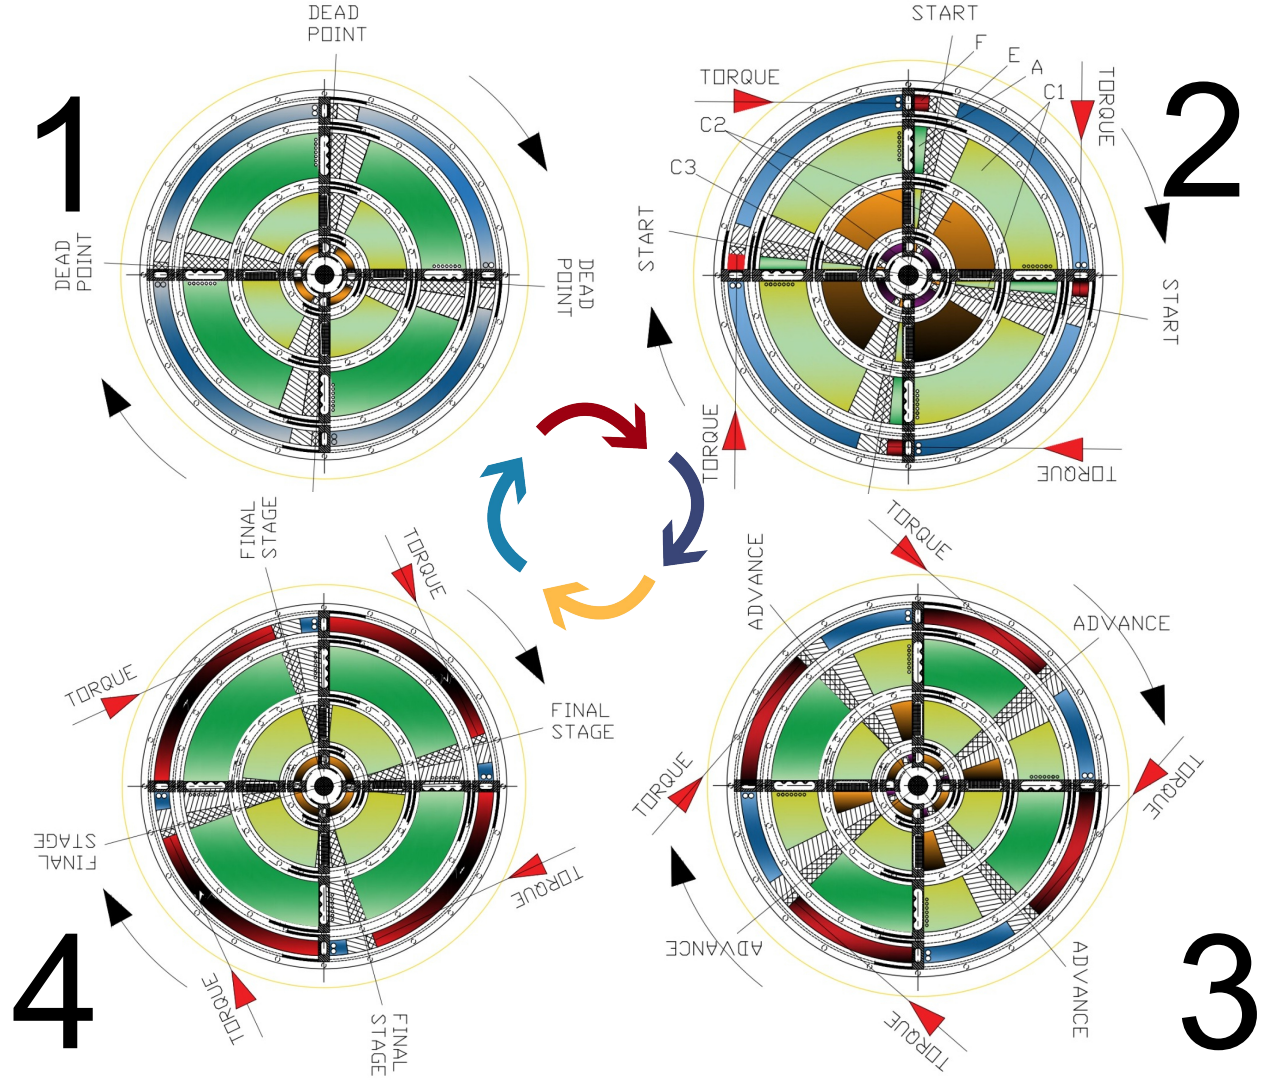 DEAD
POINT
1
DEAD
POINT
DEAD
POINT
START
F
E
A
C1
TORQUE
TORQUE
2
C2
C3
START
START
TORQUE
TORQUE
FINAL
STAGE
TORQUE
TORQUE
FINAL
STAGE
FINAL
STAGE
TORQUE
4
TORQUE
FINAL
STAGE
TORQUE
ADVANCE
ADVANCE
TORQUE
TORQUE
ADVANCE
ADVANCE
TORQUE
3